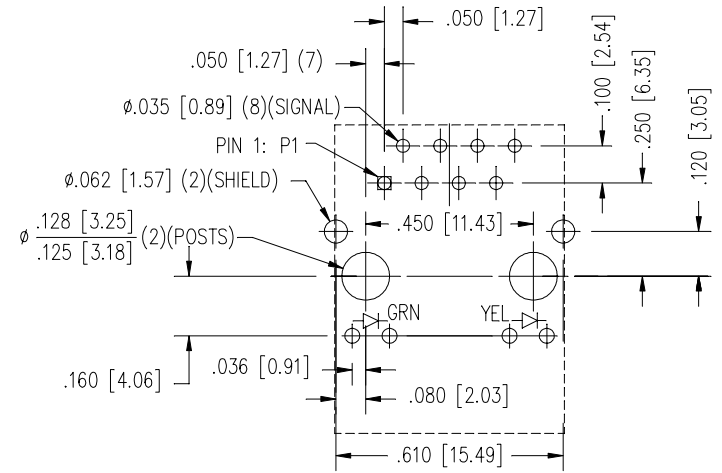 .050 [1.27]
.050 [1.27] (7)
ø.035 [0.89] (8)(SIGNAL)
PIN 1: P1
ø.062 [1.57] (2)(SHIELD)
ø .128 [3.25]
.125 [3.18] (2)(POSTS)
.450 [11.43]
.100 [2.54]
.250 [6.35]
.120 [3.05]
GRN
YEL
.036 [0.91]
.160 [4.06]
.080 [2.03]
.610 [15.49]